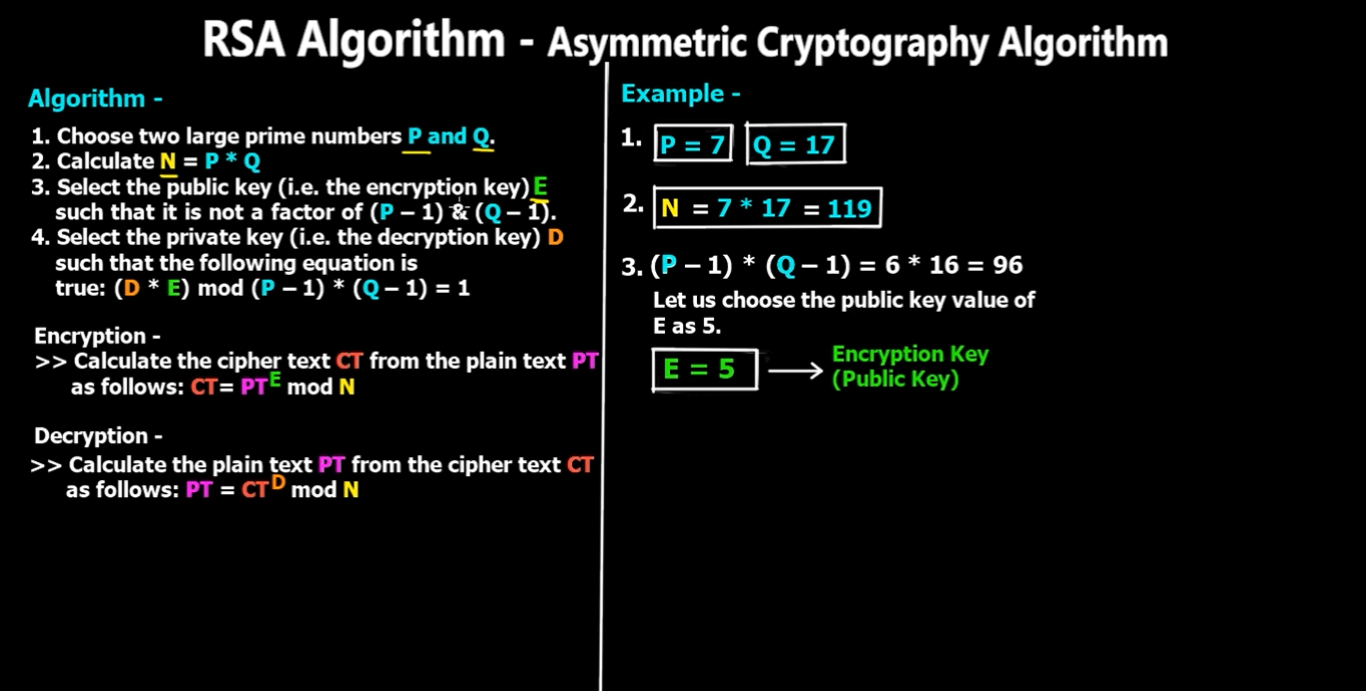 RSA Algorithm - Asymmetric Cryptography Algorithm
Algorithm -
1. Choose two large prime numbers P and Q.
2. Calculate N = P * Q
3. Select the public key (i.e. the encryption key) E
such that it is not a factor of (P – 1) & (Q – 1).
4. Select the private key (i.e. the decryption key) D
such that the following equation is
true: (D * E) mod (P – 1) * (Q – 1) = 1
Encryption -
>> Calculate the cipher text CT from the plain text PT
as follows: CT= PT^E mod N
Decryption -
>> Calculate the plain text PT from the cipher text CT
as follows: PT = CT^D mod N
Example -
1. P = 7 Q = 17
2. N = 7 * 17 = 119
3. (P – 1) * (Q – 1) = 6 * 16 = 96
Let us choose the public key value of
E as 5.
E = 5 → Encryption Key
(Public Key)